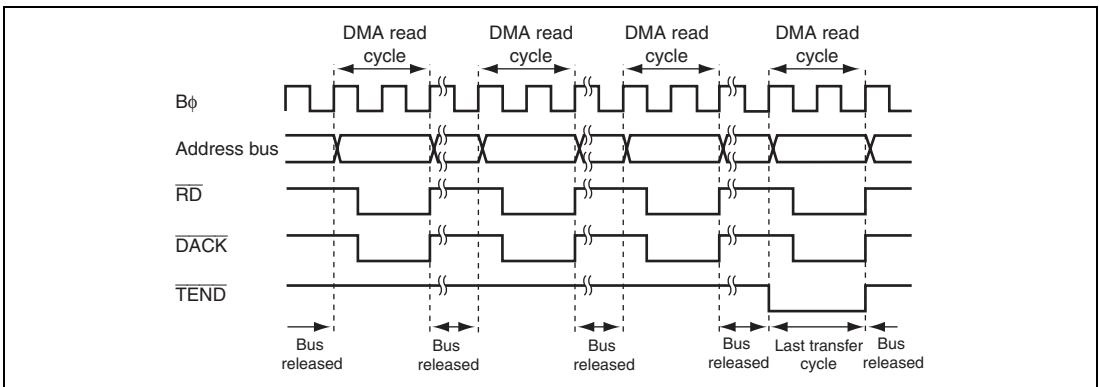 DMA read cycle
DMA read cycle
DMA read cycle
DMA read cycle
Bφ
Address bus
RD
DACK
TEND
Bus released
Bus released
Bus released
Bus released
Last transfer cycle
Bus released